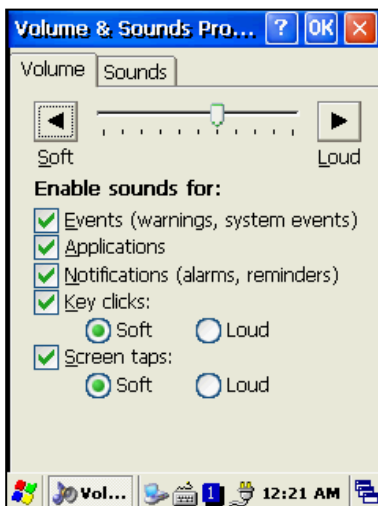 Volume & Sounds Pro... ? OK ×
Volume Sounds
Soft Loud
Enable sounds for:
Events (warnings, system events)
Applications
Notifications (alarms, reminders)
Key clicks:
Soft Loud
Screen taps:
Soft Loud
Vol... 1 12:21 AM